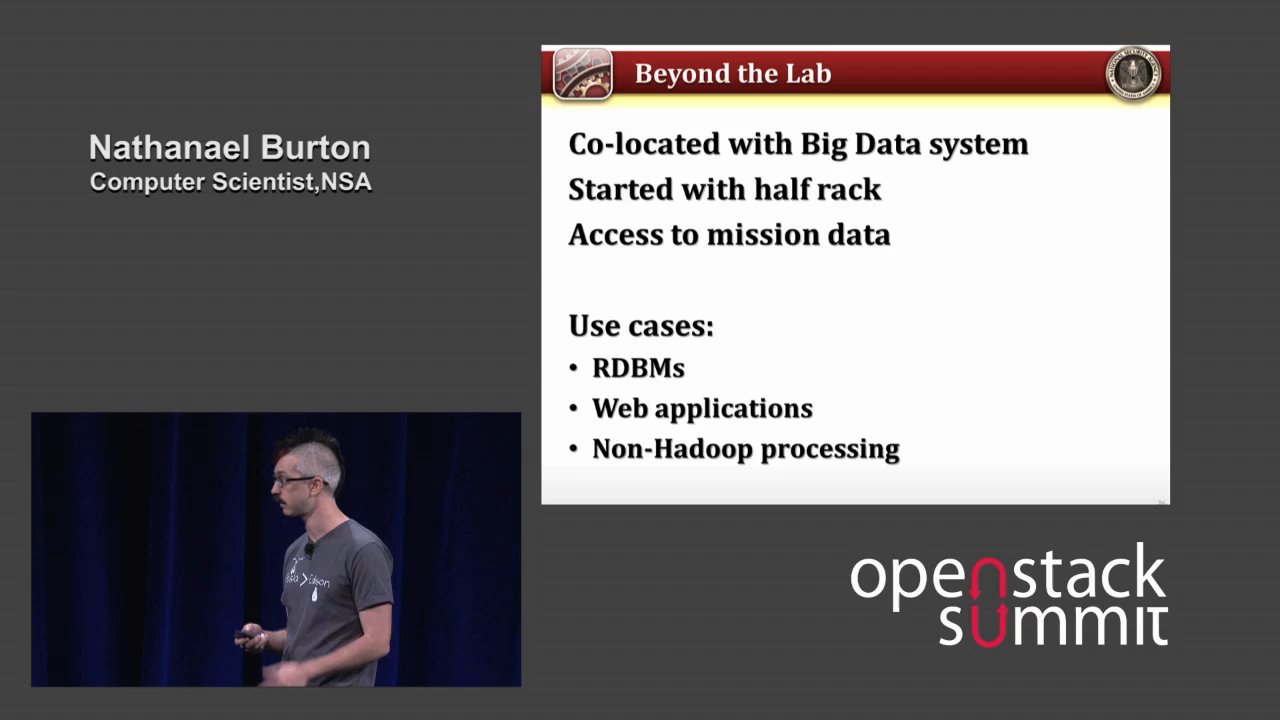 Nathanael Burton
Computer Scientist,NSA
Beyond the Lab
Co-located with Big Data system
Started with half rack
Access to mission data
Use cases:
• RDBMs
• Web applications
• Non-Hadoop processing
> Edison
openstack
summit